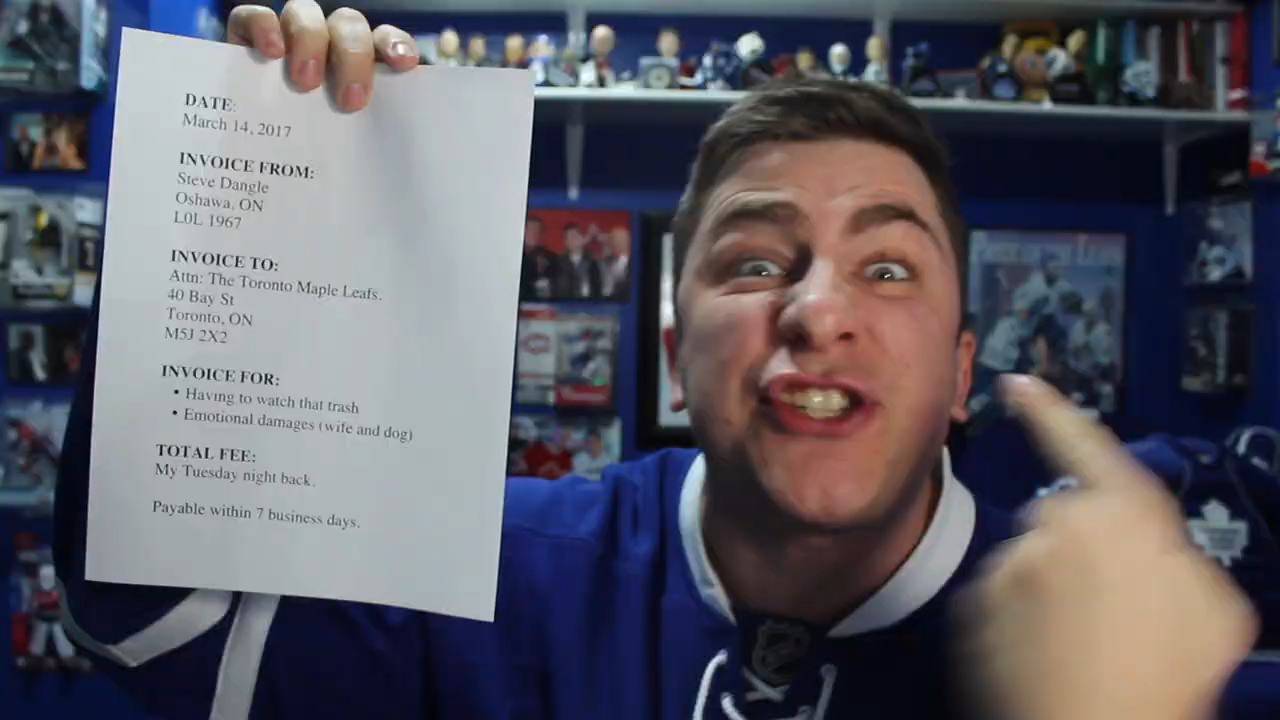 DATE:
March 14, 2017
INVOICE FROM:
Steve Dangle
Oshawa, ON
L0L 1967
INVOICE TO:
Attn: The Toronto Maple Leafs.
40 Bay St
Toronto, ON
M5J 2X2
INVOICE FOR:
• Having to watch that trash
• Emotional damages (wife and dog)
TOTAL FEE:
My Tuesday night back.
Payable within 7 business days.
NHL